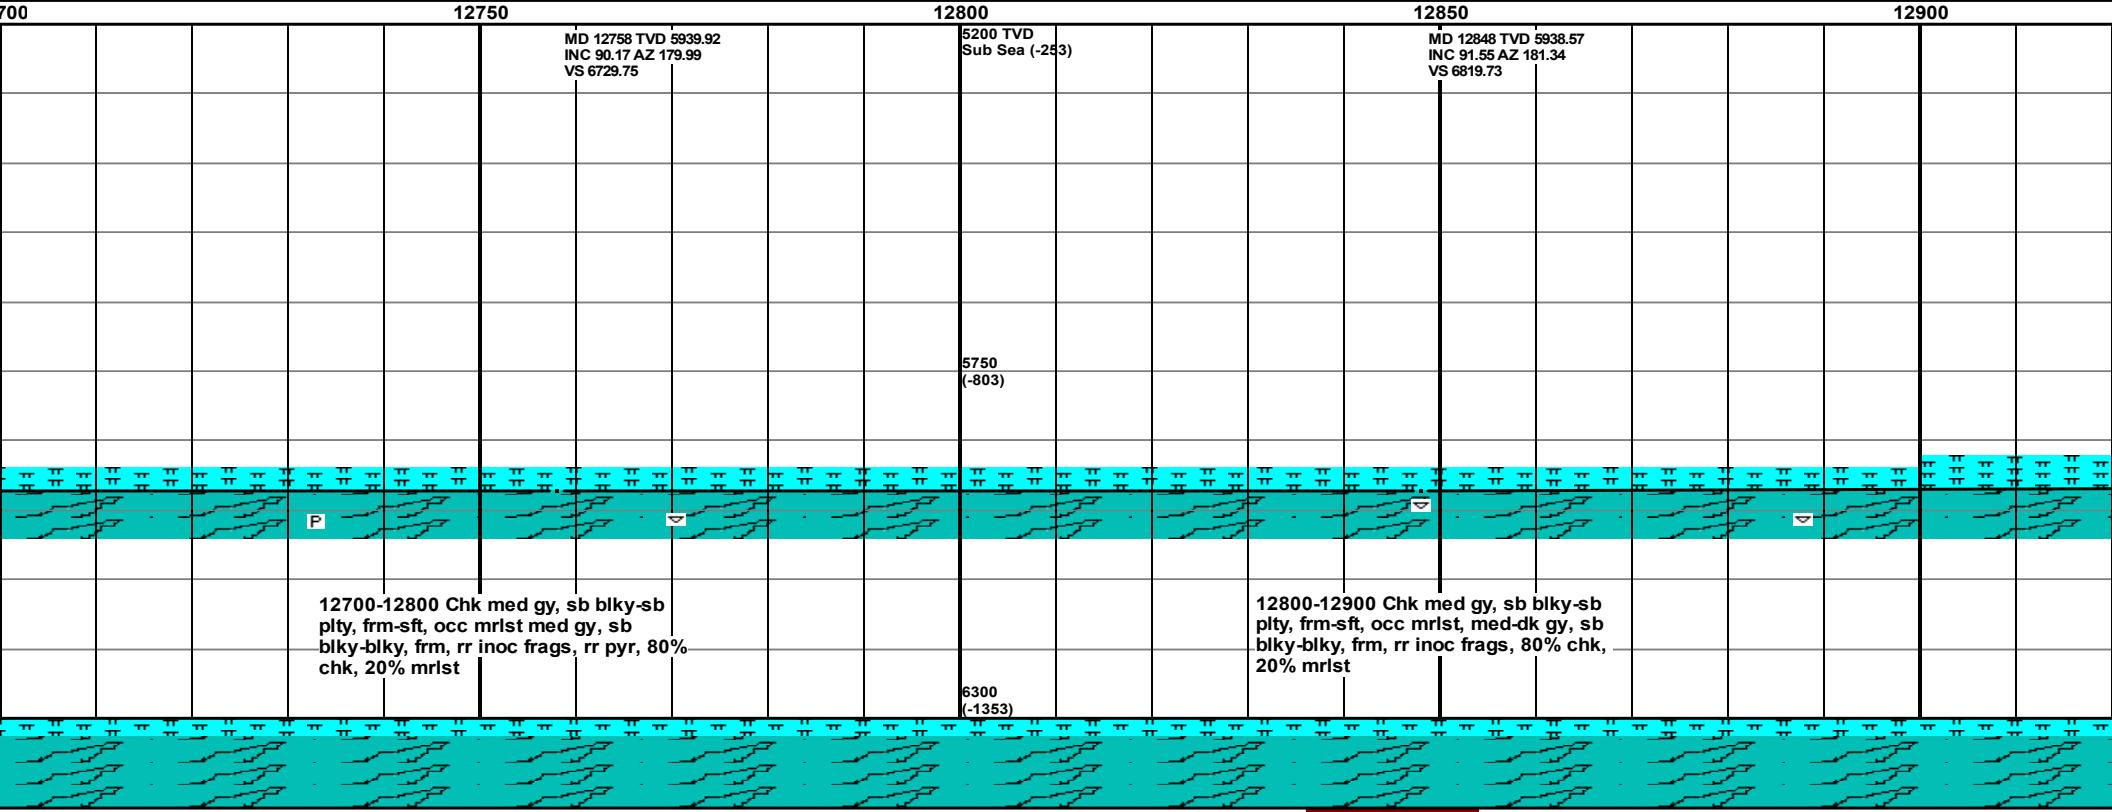 700 12750 12800 12850 12900
MD 12758 TVD 5939.92
INC 90.17 AZ 179.99
VS 6729.75
5200 TVD
Sub Sea (-253)
MD 12848 TVD 5938.57
INC 91.55 AZ 181.34
VS 6819.73
5750
(-803)
P
12700-12800 Chk med gy, sb blky-sb
plty, frm-sft, occ mrlst med gy, sb
blky-blky, frm, rr inoc frags, rr pyr, 80%
chk, 20% mrlst
12800-12900 Chk med gy, sb blky-sb
plty, frm-sft, occ mrlst, med-dk gy, sb
blky-blky, frm, rr inoc frags, 80% chk,
20% mrlst
6300
(-1353)